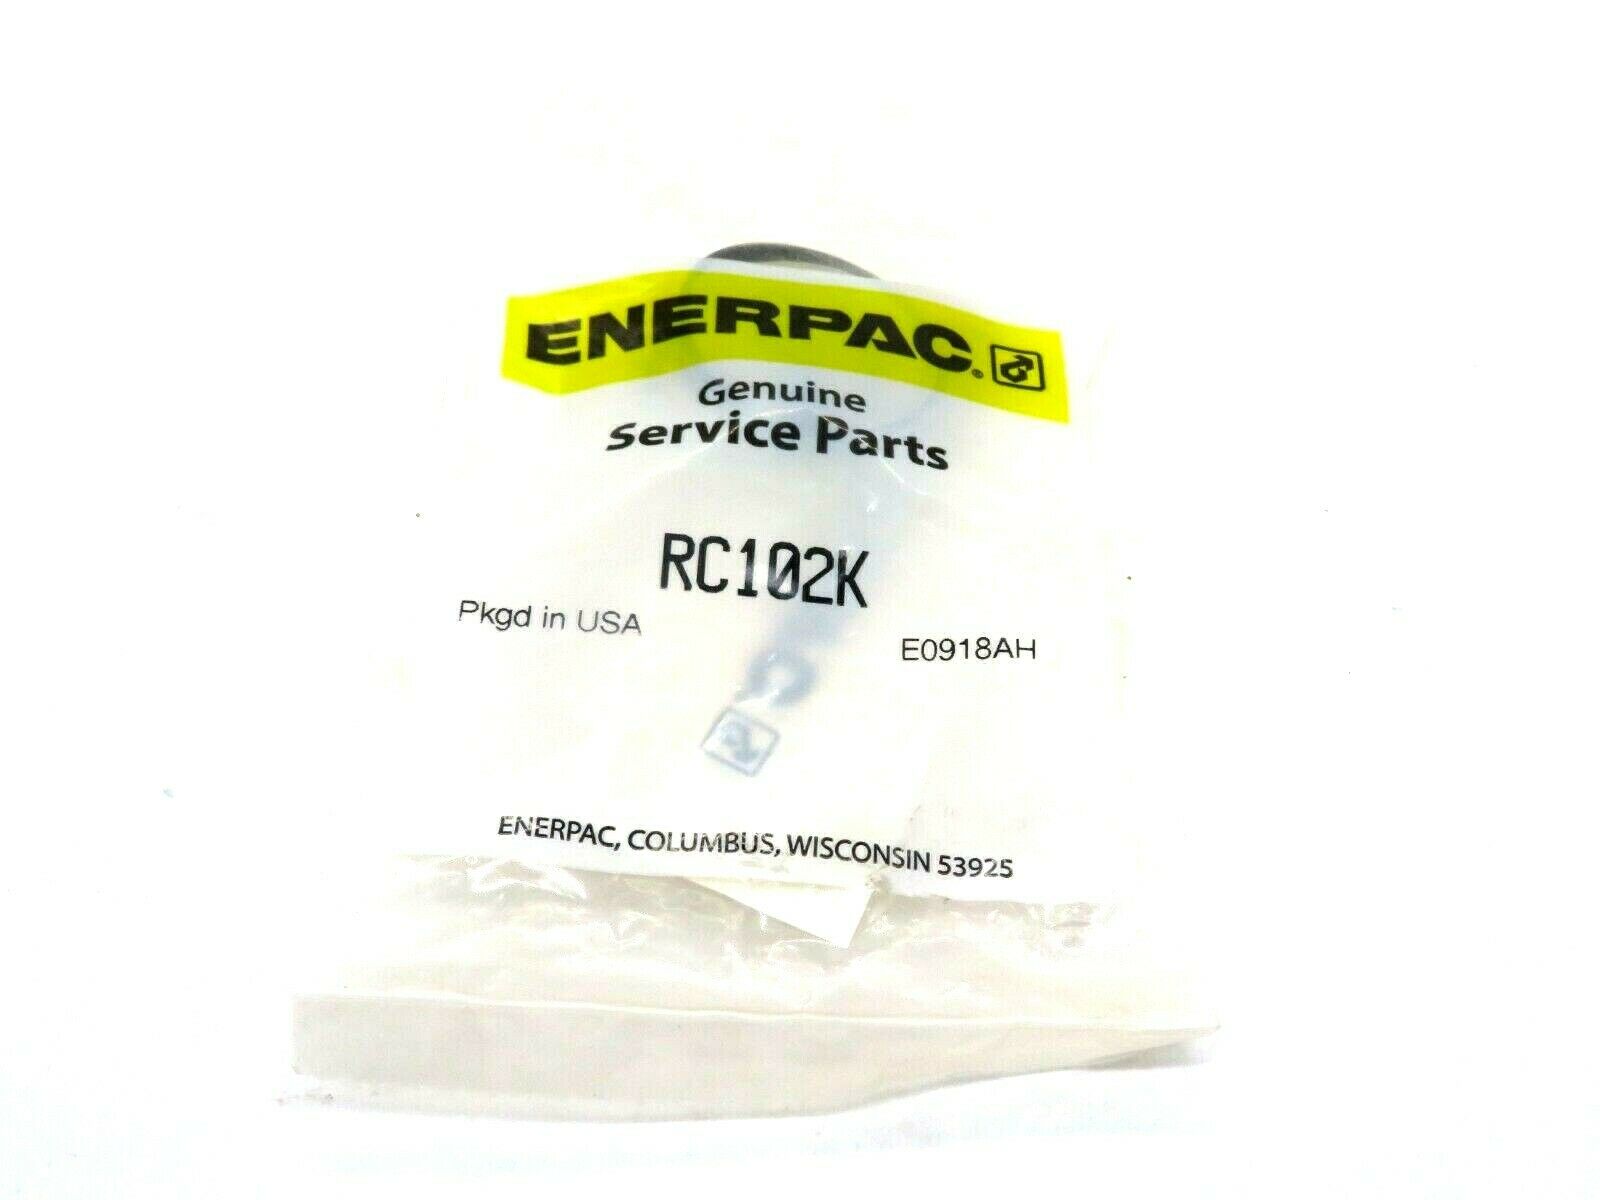 ENERPAC.®
Genuine
Service Parts
RC102K
Pkgd in USA
E0918AH
ENERPAC, COLUMBUS, WISCONSIN 53925